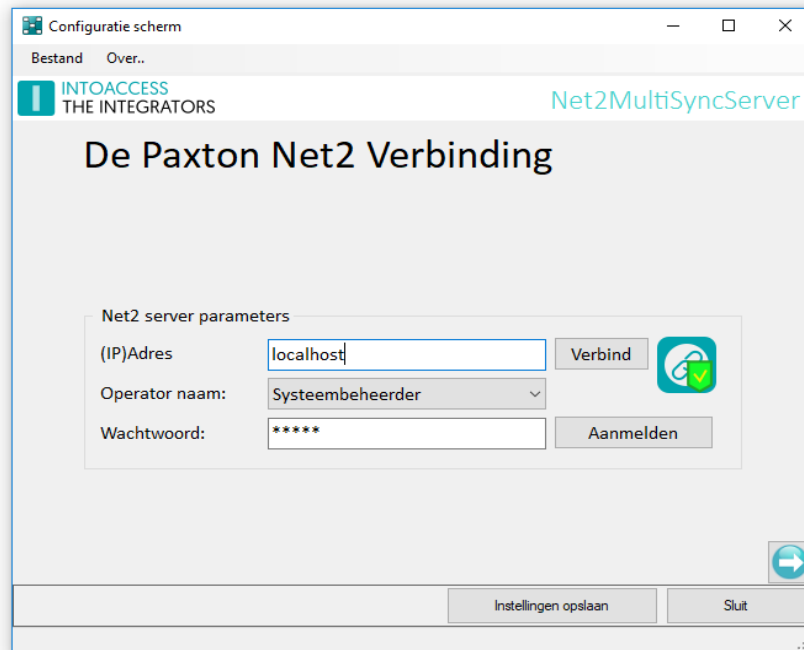 Configuratie scherm
Bestand Over..
INTOACCESS
THE INTEGRATORS
Net2MultiSyncServer
De Paxton Net2 Verbinding
Net2 server parameters
(IP)Adres localhost Verbind
Operator naam: Systeembeheerder
Wachtwoord: ***** Aanmelden
Instellingen opslaan Sluit